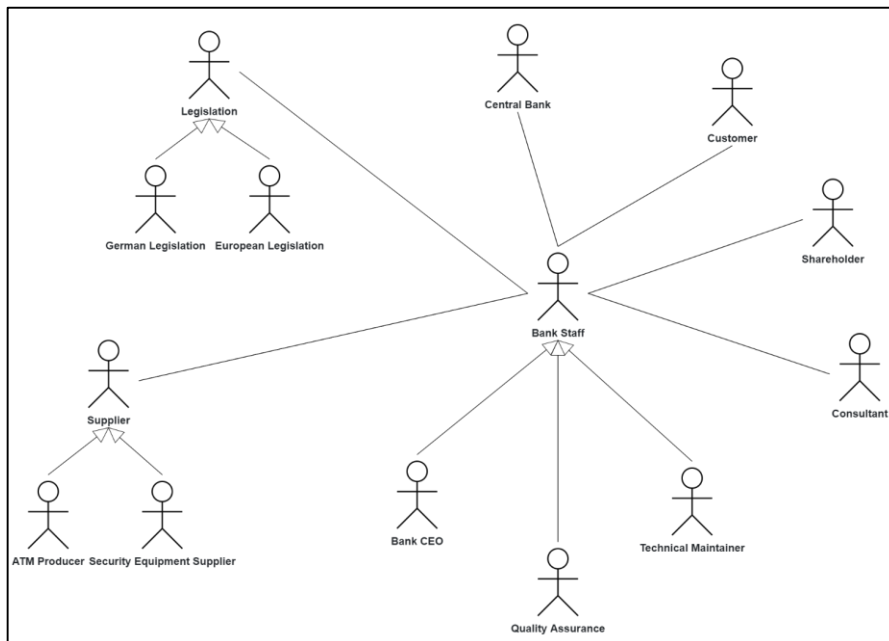 Legislation
Central Bank
Customer
German Legislation
European Legislation
Shareholder
Bank Staff
Supplier
Consultant
Bank CEO
Technical Maintainer
ATM Producer
Security Equipment Supplier
Quality Assurance